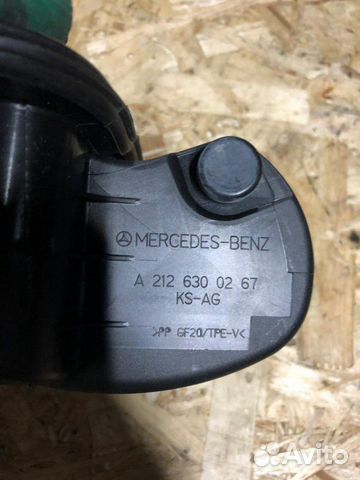 MERCEDES-BENZ
A 212 630 02 67
KS-AG
>PP GF20/TPE-V<
Avito